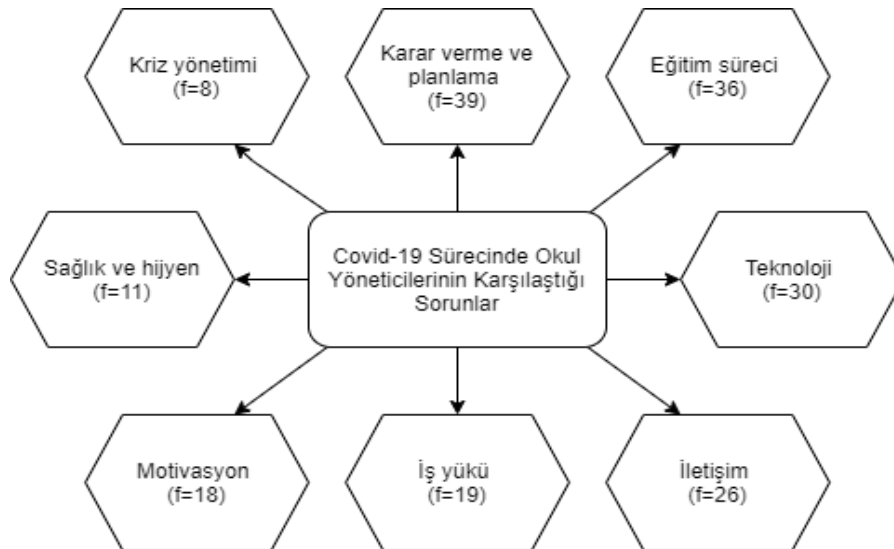 Kriz yönetimi
(f=8)
Karar verme ve
planlama
(f=39)
Eğitim süreci
(f=36)
Sağlık ve hijyen
(f=11)
Covid-19 Sürecinde Okul
Yöneticilerinin Karşılaştığı
Sorunlar
Teknoloji
(f=30)
Motivasyon
(f=18)
İş yükü
(f=19)
İletişim
(f=26)